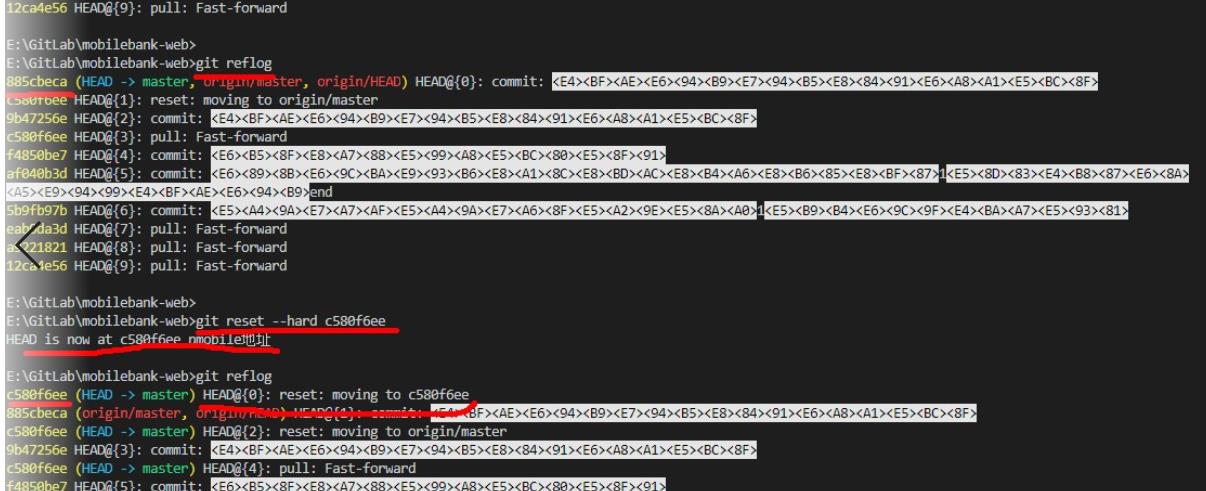 12ca4e56 HEAD@{9}: pull: Fast-forward
E:\GitLab\mobilebank-web>
E:\GitLab\mobilebank-web>git reflog
885cbeca (HEAD -> master, origin/master, origin/HEAD) HEAD@{0}: commit: <E4><BF><AE><E6><94><B9><E7><94><B5><E8><84><91><E6><A8><A1><E5><BC><8F>
c580f6ee HEAD@{1}: reset: moving to origin/master
9b47256e HEAD@{2}: commit: <E4><BF><AE><E6><94><B9><E7><94><B5><E8><84><91><E6><A8><A1><E5><BC><8F>
c580f6ee HEAD@{3}: pull: Fast-forward
f4850be7 HEAD@{4}: commit: <E6><B5><8F><E8><A7><88><E5><99><A8><E5><BC><80><E5><8F><91>
af040b3d HEAD@{5}: commit: <E6><89><8B><E6><9C><BA><E9><93><B6><E8><A1><8C><E8><BD><AC><E8><B4><A6><E8><B6><85><E8><BF><87>1<E5><8D><83><E4><B8><87><E6><8A>
<A5><E9><94><99><E4><BF><AE><E6><94><B9>end
5b9fb97b HEAD@{6}: commit: <E5><A4><9A><E7><A7><AF><E5><A4><9A><E7><A6><8F><E5><A2><9E><E5><8A><A0>1<E5><B9><B4><E6><9C><9F><E4><BA><A7><E5><93><81>
HEAD@{7}: pull: Fast-forward
HEAD@{8}: pull: Fast-forward
12ca4e56 HEAD@{9}: pull: Fast-forward
E:\GitLab\mobilebank-web>
E:\GitLab\mobilebank-web>git reset --hard c580f6ee
HEAD is now at c580f6ee nmobile地址
E:\GitLab\mobilebank-web>git reflog
c580f6ee (HEAD -> master) HEAD@{0}: reset: moving to c580f6ee
885cbeca (origin/master, origin/HEAD) HEAD@{1}: commit: <E4><BF><AE><E6><94><B9><E7><94><B5><E8><84><91><E6><A8><A1><E5><BC><8F>
c580f6ee (HEAD -> master) HEAD@{2}: reset: moving to origin/master
9b47256e HEAD@{3}: commit: <E4><BF><AE><E6><94><B9><E7><94><B5><E8><84><91><E6><A8><A1><E5><BC><8F>
c580f6ee (HEAD -> master) HEAD@{4}: pull: Fast-forward
f4850be7 HEAD@{5}: commit: <E6><B5><8F><E8><A7><88><E5><99><A8><E5><BC><80><E5><8F><91>